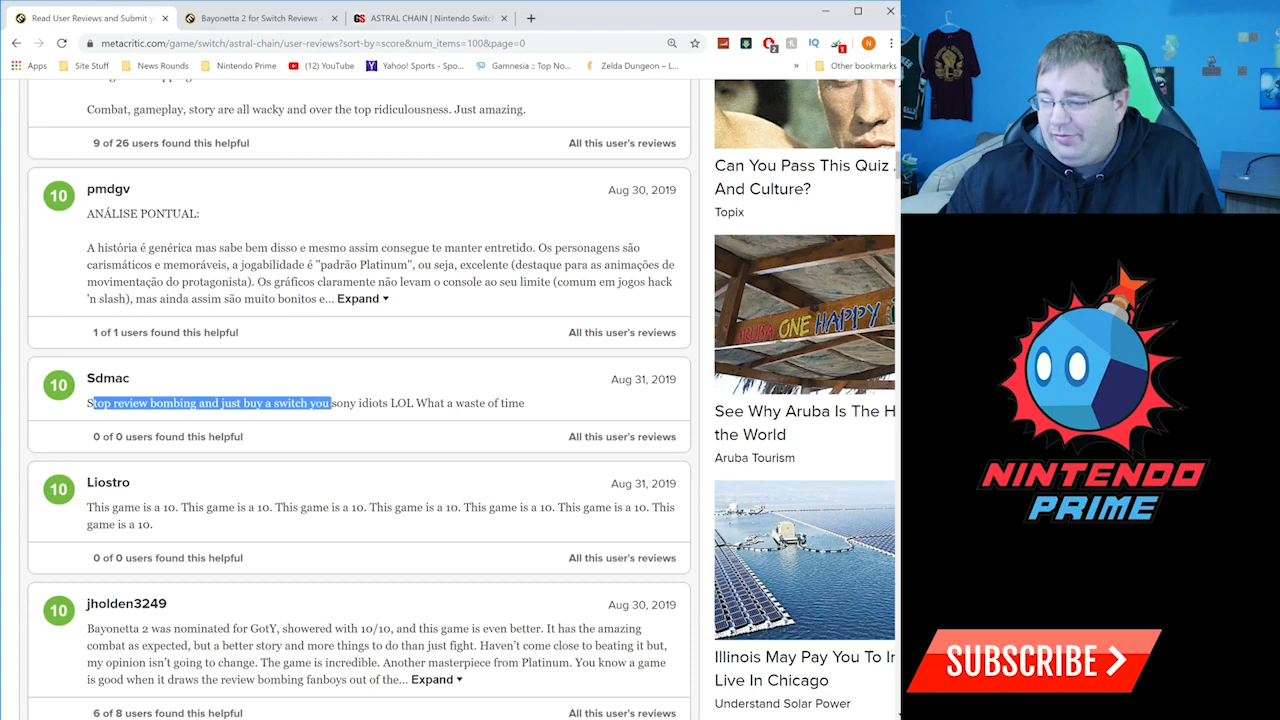 Read User Reviews and Submit y
Bayonetta 2 for Switch Reviews -
GS ASTRAL CHAIN | Nintendo Switc
metacritic.com/game/switch/astral-chain/user-reviews?sort-by=score&num_items=100&page=0
2
IQ
1
N
Apps
Site Stuff
News Rounds
Nintendo Prime
(12) YouTube
Yahoo! Sports - Spo...
Gamnesia :: Top No...
Zelda Dungeon – L...
»
Other bookmarks
Combat, gameplay, story are all wacky and over the top ridiculousness. Just amazing.
9 of 26 users found this helpful
All this user's reviews
10
pmdgv
Aug 30, 2019
ANÁLISE PONTUAL:
A história é genérica mas sabe bem disso e mesmo assim consegue te manter entretido. Os personagens são
carismáticos e memoráveis, a jogabilidade é "padrão Platinum", ou seja, excelente (destaque para as animações de
movimentação do protagonista). Os gráficos claramente não levam o console ao seu limite (comum em jogos hack
'n slash), mas ainda assim são muito bonitos e... Expand
1 of 1 users found this helpful
All this user's reviews
10
Sdmac
Aug 31, 2019
Stop review bombing and just buy a switch you sony idiots LOL What a waste of time
0 of 0 users found this helpful
All this user's reviews
10
Liostro
Aug 31, 2019
This game is a 10. This game is a 10. This game is a 10. This game is a 10. This game is a 10. This game is a 10. This
game is a 10.
0 of 0 users found this helpful
All this user's reviews
10
jholden3249
Aug 30, 2019
Bayonetta 2 was nominated for GotY, showered with 10/10, and this game is even better. It has the amazing
combat as expected, but a better story and more things to do than just fight. Haven't come close to beating it but,
my opinion isn't going to change. The game is incredible. Another masterpiece from Platinum. You know a game
is good when it draws the review bombing fanboys out of the... Expand
6 of 8 users found this helpful
All this user's reviews
Can You Pass This Quiz
And Culture?
Topix
ARUBA ONE HAPPY
See Why Aruba Is The H
the World
Aruba Tourism
Illinois May Pay You To In
Live In Chicago
Understand Solar Power
NINTENDO
PRIME
SUBSCRIBE